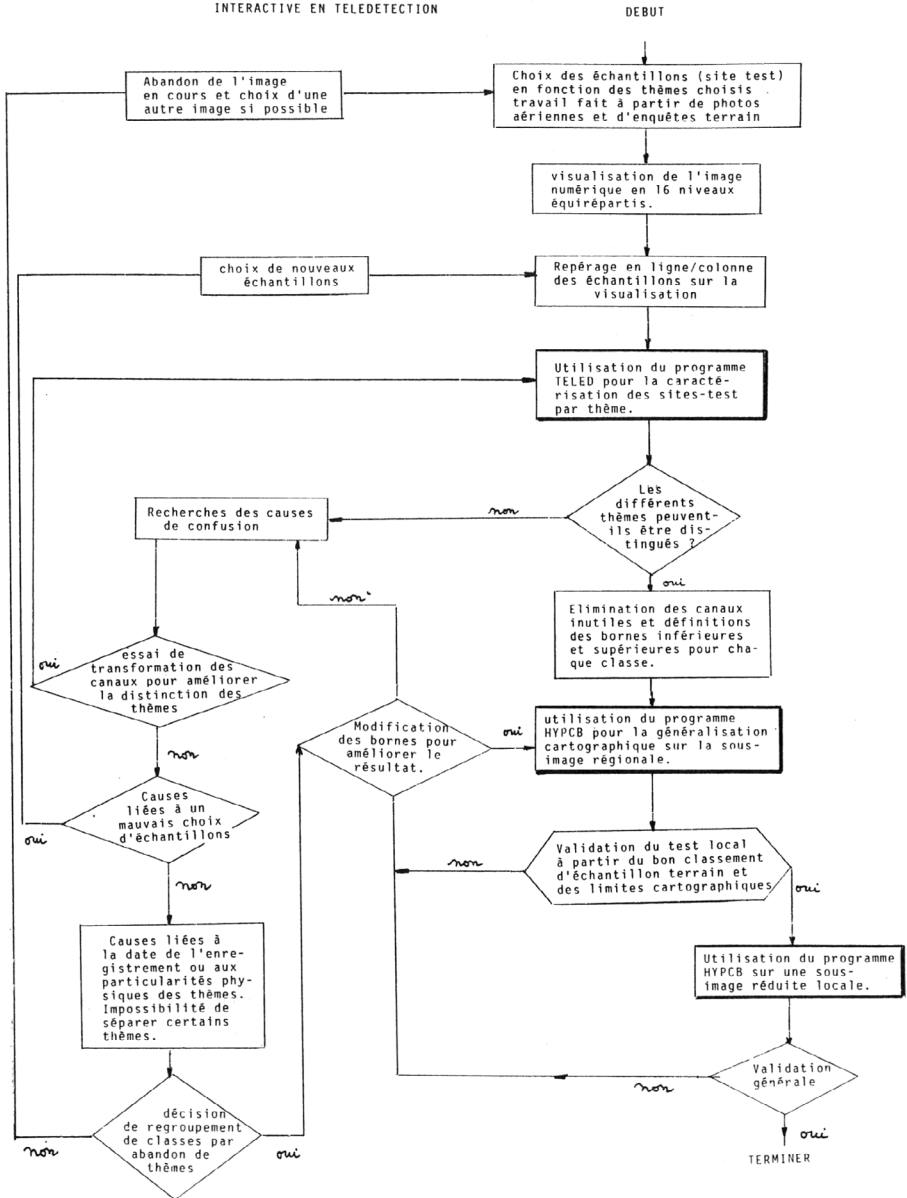 INTERACTIVE EN TELEDETECTION
DEBUT
Abandon de l'image
en cours et choix d'une
autre image si possible
Choix des échantillons (site test)
en fonction des thèmes choisis
travail fait à partir de photos
aériennes et d'enquêtes terrain
visualisation de l'image
numérique en 16 niveaux
équirépartis.
choix de nouveaux
échantillons
Repérage en ligne/colonne
des échantillons sur la
visualisation
Utilisation du programme
TELED pour la caracté-
risation des sites-test
par thème.
Les
différents
thèmes peuvent-
ils être dis-
tingués ?
non
oui
Recherches des causes
de confusion
non
Elimination des canaux
inutiles et définitions
des bornes inférieures
et supérieures pour cha
que classe.
essai de
transformation des
canaux pour améliorer
la distinction des
thèmes
oui
non
Modification
des bornes pour
améliorer le
résultat.
oui
utilisation du programme
HYPCB pour la généralisation
cartographique sur la sous-
image régionale.
Causes
liées à un
mauvais choix
d'échantillons
oui
non
Validation du test local
à partir du bon classement
d'échantillon terrain et
des limites cartographiques
non
oui
Causes liées à
la date de l'enre-
gistrement ou aux
particularités phy-
siques des thèmes.
Impossibilité de
séparer certains
thèmes.
Utilisation du programme
HYPCB sur une sous-
image réduite locale.
Validation
générale
non
oui
TERMINER
décision
de regroupement
de classes par
abandon de
thèmes
non
oui